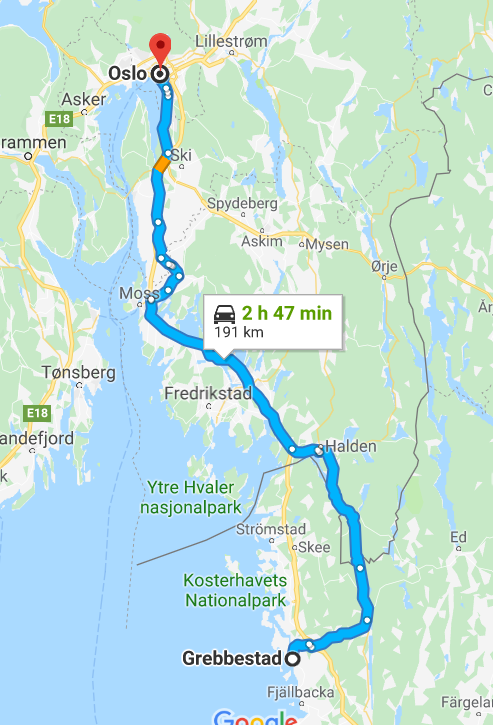 Lillestrøm
Oslo
Asker
E18
rammen
Ski
Spydeberg
Askim
Mysen
Ørje
Moss
2 h 47 min
191 km
Tønsberg
Fredrikstad
E18
andefjord
k
Halden
Ytre Hvaler
nasjonalpark
Strömstad
Skee
Ed
Kosterhavets
Nationalpark
Grebbestad
Fjällbacka
Färgela
Google
C